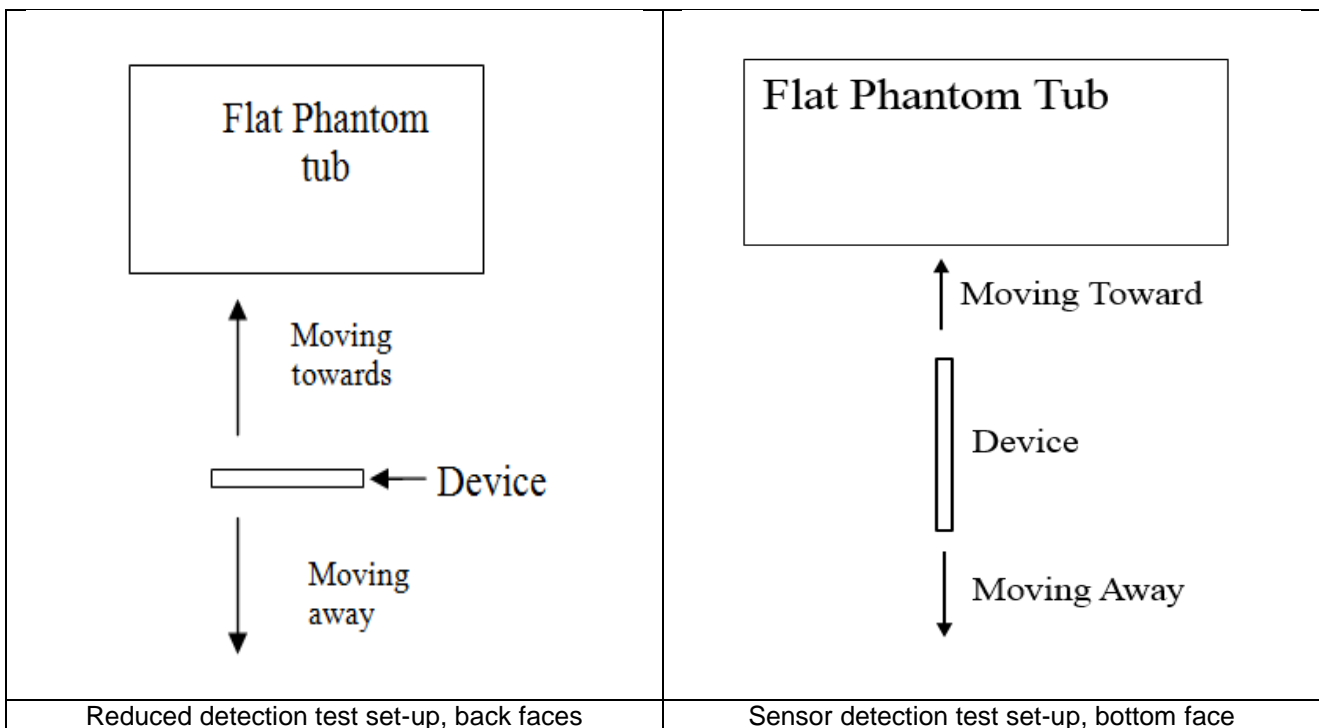 Flat Phantom
tub
Moving
towards
Device
Moving
away
Reduced detection test set-up, back faces
Flat Phantom Tub
Moving Toward
Device
Moving Away
Sensor detection test set-up, bottom face